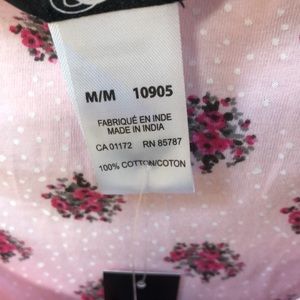 M/M 10905
FABRIQUÉ EN INDE
MADE IN INDIA
CA 01172 RN 85787
100% COTTON/COTON